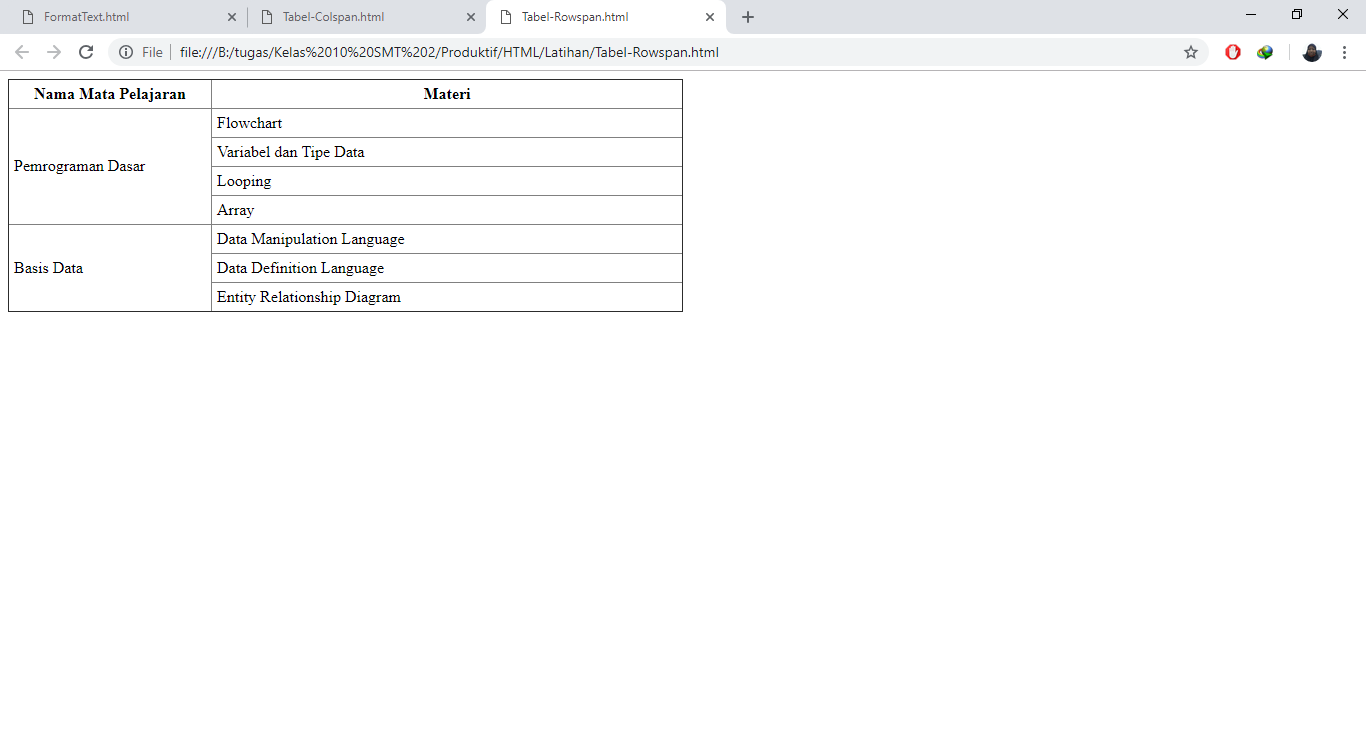 FormatText.html
Tabel-Colspan.html
Tabel-Rowspan.html
File file:///B:/tugas/Kelas%2010%20SMT%202/Produktif/HTML/Latihan/Tabel-Rowspan.html
Nama Mata Pelajaran Materi
Flowchart
Variabel dan Tipe Data
Pemrograman Dasar
Looping
Array
Data Manipulation Language
Basis Data Data Definition Language
Entity Relationship Diagram